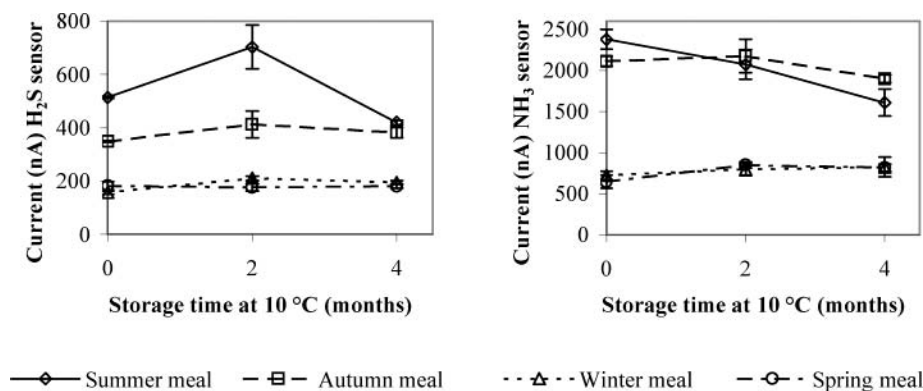 Current (nA) H₂S sensor
800
600
400
200
0
0 2 4
Storage time at 10 °C (months)
Current (nA) NH₃ sensor
2500
2000
1500
1000
500
0
0 2 4
Storage time at 10 °C (months)
Summer meal Autumn meal Winter meal Spring meal